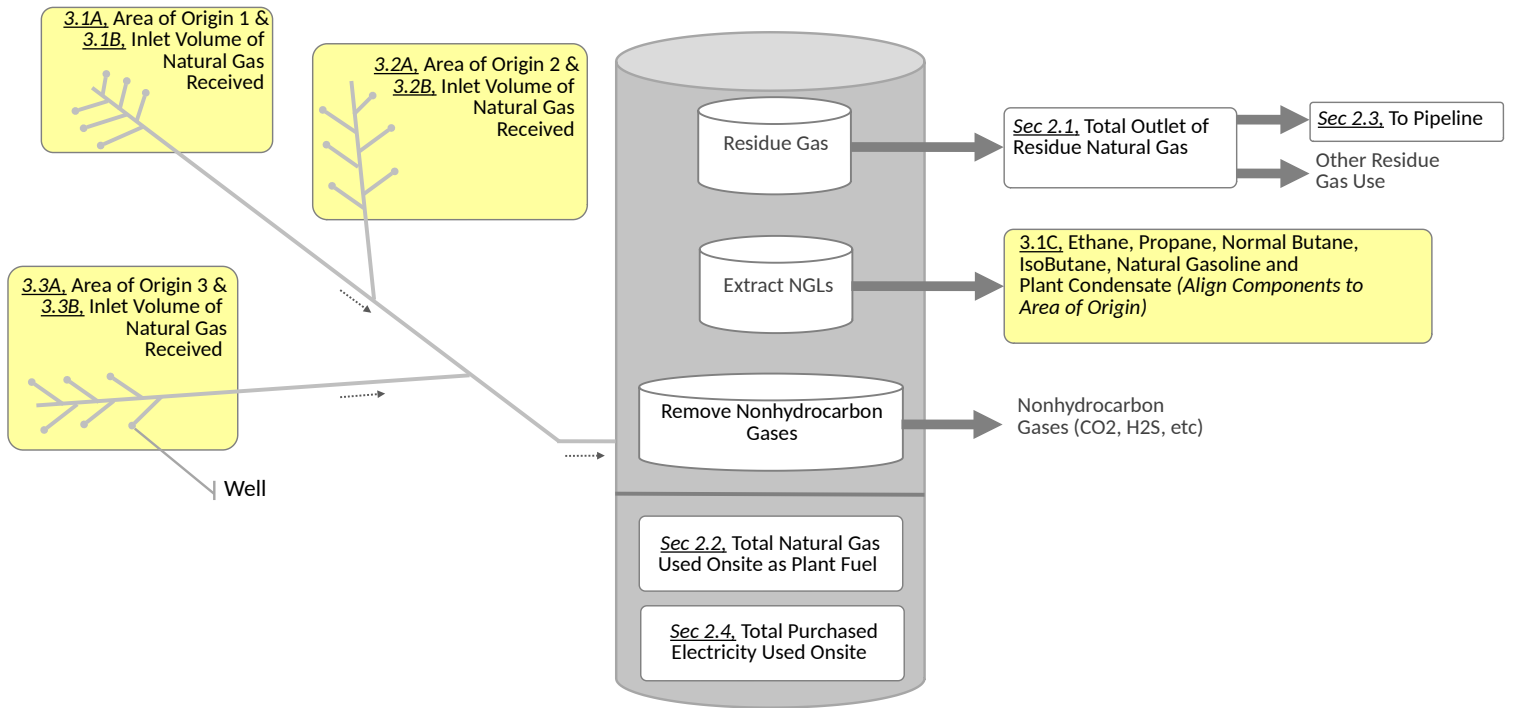 3.1A, Area of Origin 1 &
3.1B, Inlet Volume of
Natural Gas
Received
3.2A, Area of Origin 2 &
3.2B, Inlet Volume of
Natural Gas
Received
3.3A, Area of Origin 3 &
3.3B, Inlet Volume of
Natural Gas
Received
Well
Residue Gas
Sec 2.1, Total Outlet of
Residue Natural Gas
Sec 2.3, To Pipeline
Other Residue
Gas Use
Extract NGLs
3.1C, Ethane, Propane, Normal Butane,
IsoButane, Natural Gasoline and
Plant Condensate (Align Components to
Area of Origin)
Remove Nonhydrocarbon
Gases
Nonhydrocarbon
Gases (CO2, H2S, etc)
Sec 2.2, Total Natural Gas
Used Onsite as Plant Fuel
Sec 2.4, Total Purchased
Electricity Used Onsite